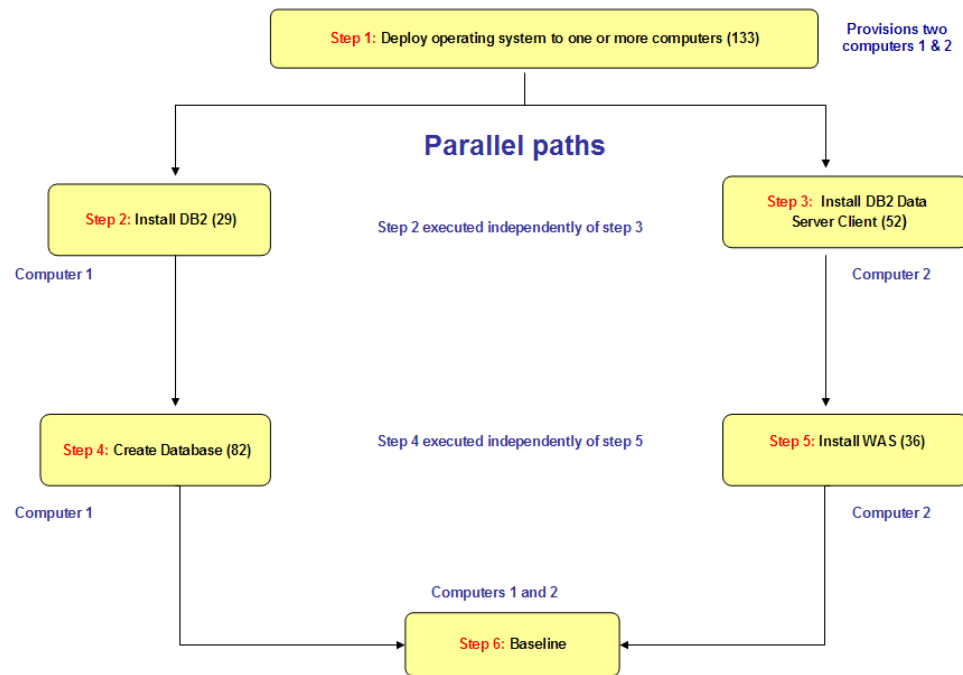 Step 1: Deploy operating system to one or more computers (133)
Provisions two
computers 1 & 2
Parallel paths
Step 2: Install DB2 (29)
Step 2 executed independently of step 3
Step 3: Install DB2 Data
Server Client (52)
Computer 1
Computer 2
Step 4: Create Database (82)
Step 4 executed independently of step 5
Step 5: Install WAS (36)
Computer 1
Computer 2
Computers 1 and 2
Step 6: Baseline